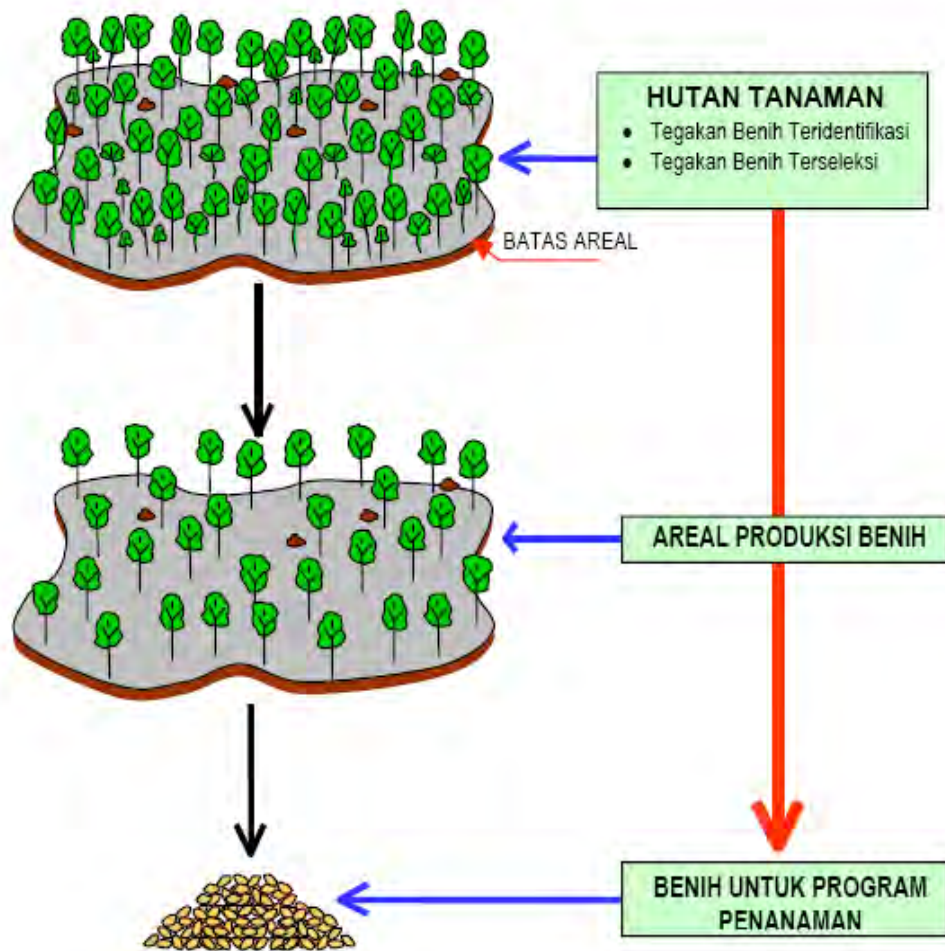 HUTAN TANAMAN
• Tegakan Benih Teridentifikasi
• Tegakan Benih Terseleksi
BATAS AREAL
AREAL PRODUKSI BENIH
BENIH UNTUK PROGRAM
PENANAMAN